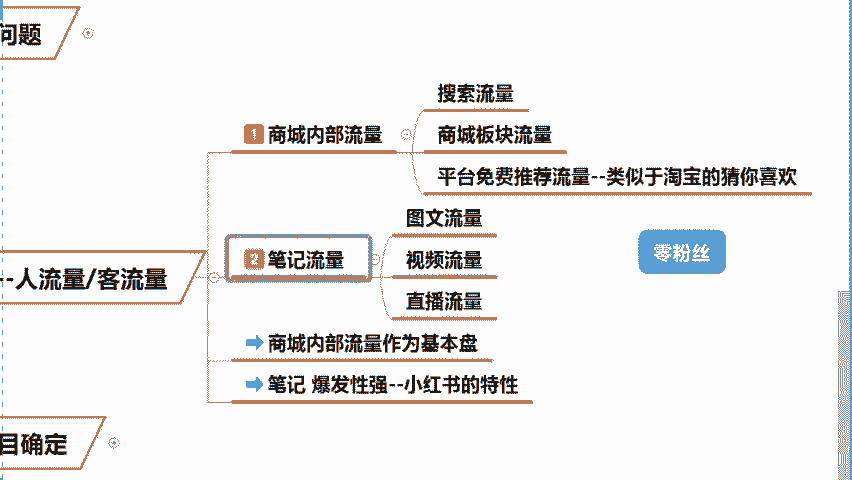 问题
搜索流量
1 商城内部流量
商城板块流量
平台免费推荐流量--类似于淘宝的猜你喜欢
图文流量
2 笔记流量
视频流量
直播流量
零粉丝
--人流量/客流量
商城内部流量作为基本盘
笔记 爆发性强--小红书的特性
目确定